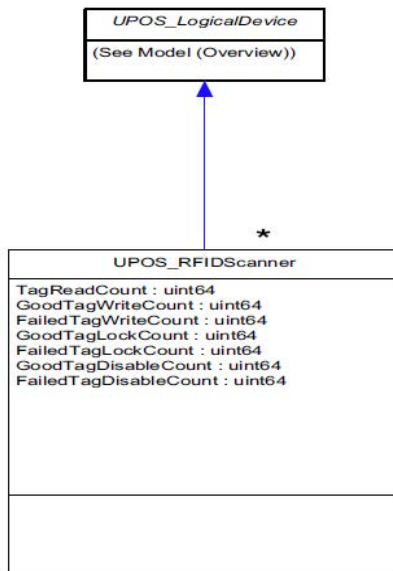 UPOS_LogicalDevice
(See Model (Overview))
*
UPOS_RFIDScanner
TagReadCount : uint64
GoodTagWriteCount : uint64
FailedTagWriteCount : uint64
GoodTagLockCount : uint64
FailedTagLockCount : uint64
GoodTagDisableCount : uint64
FailedTagDisableCount : uint64